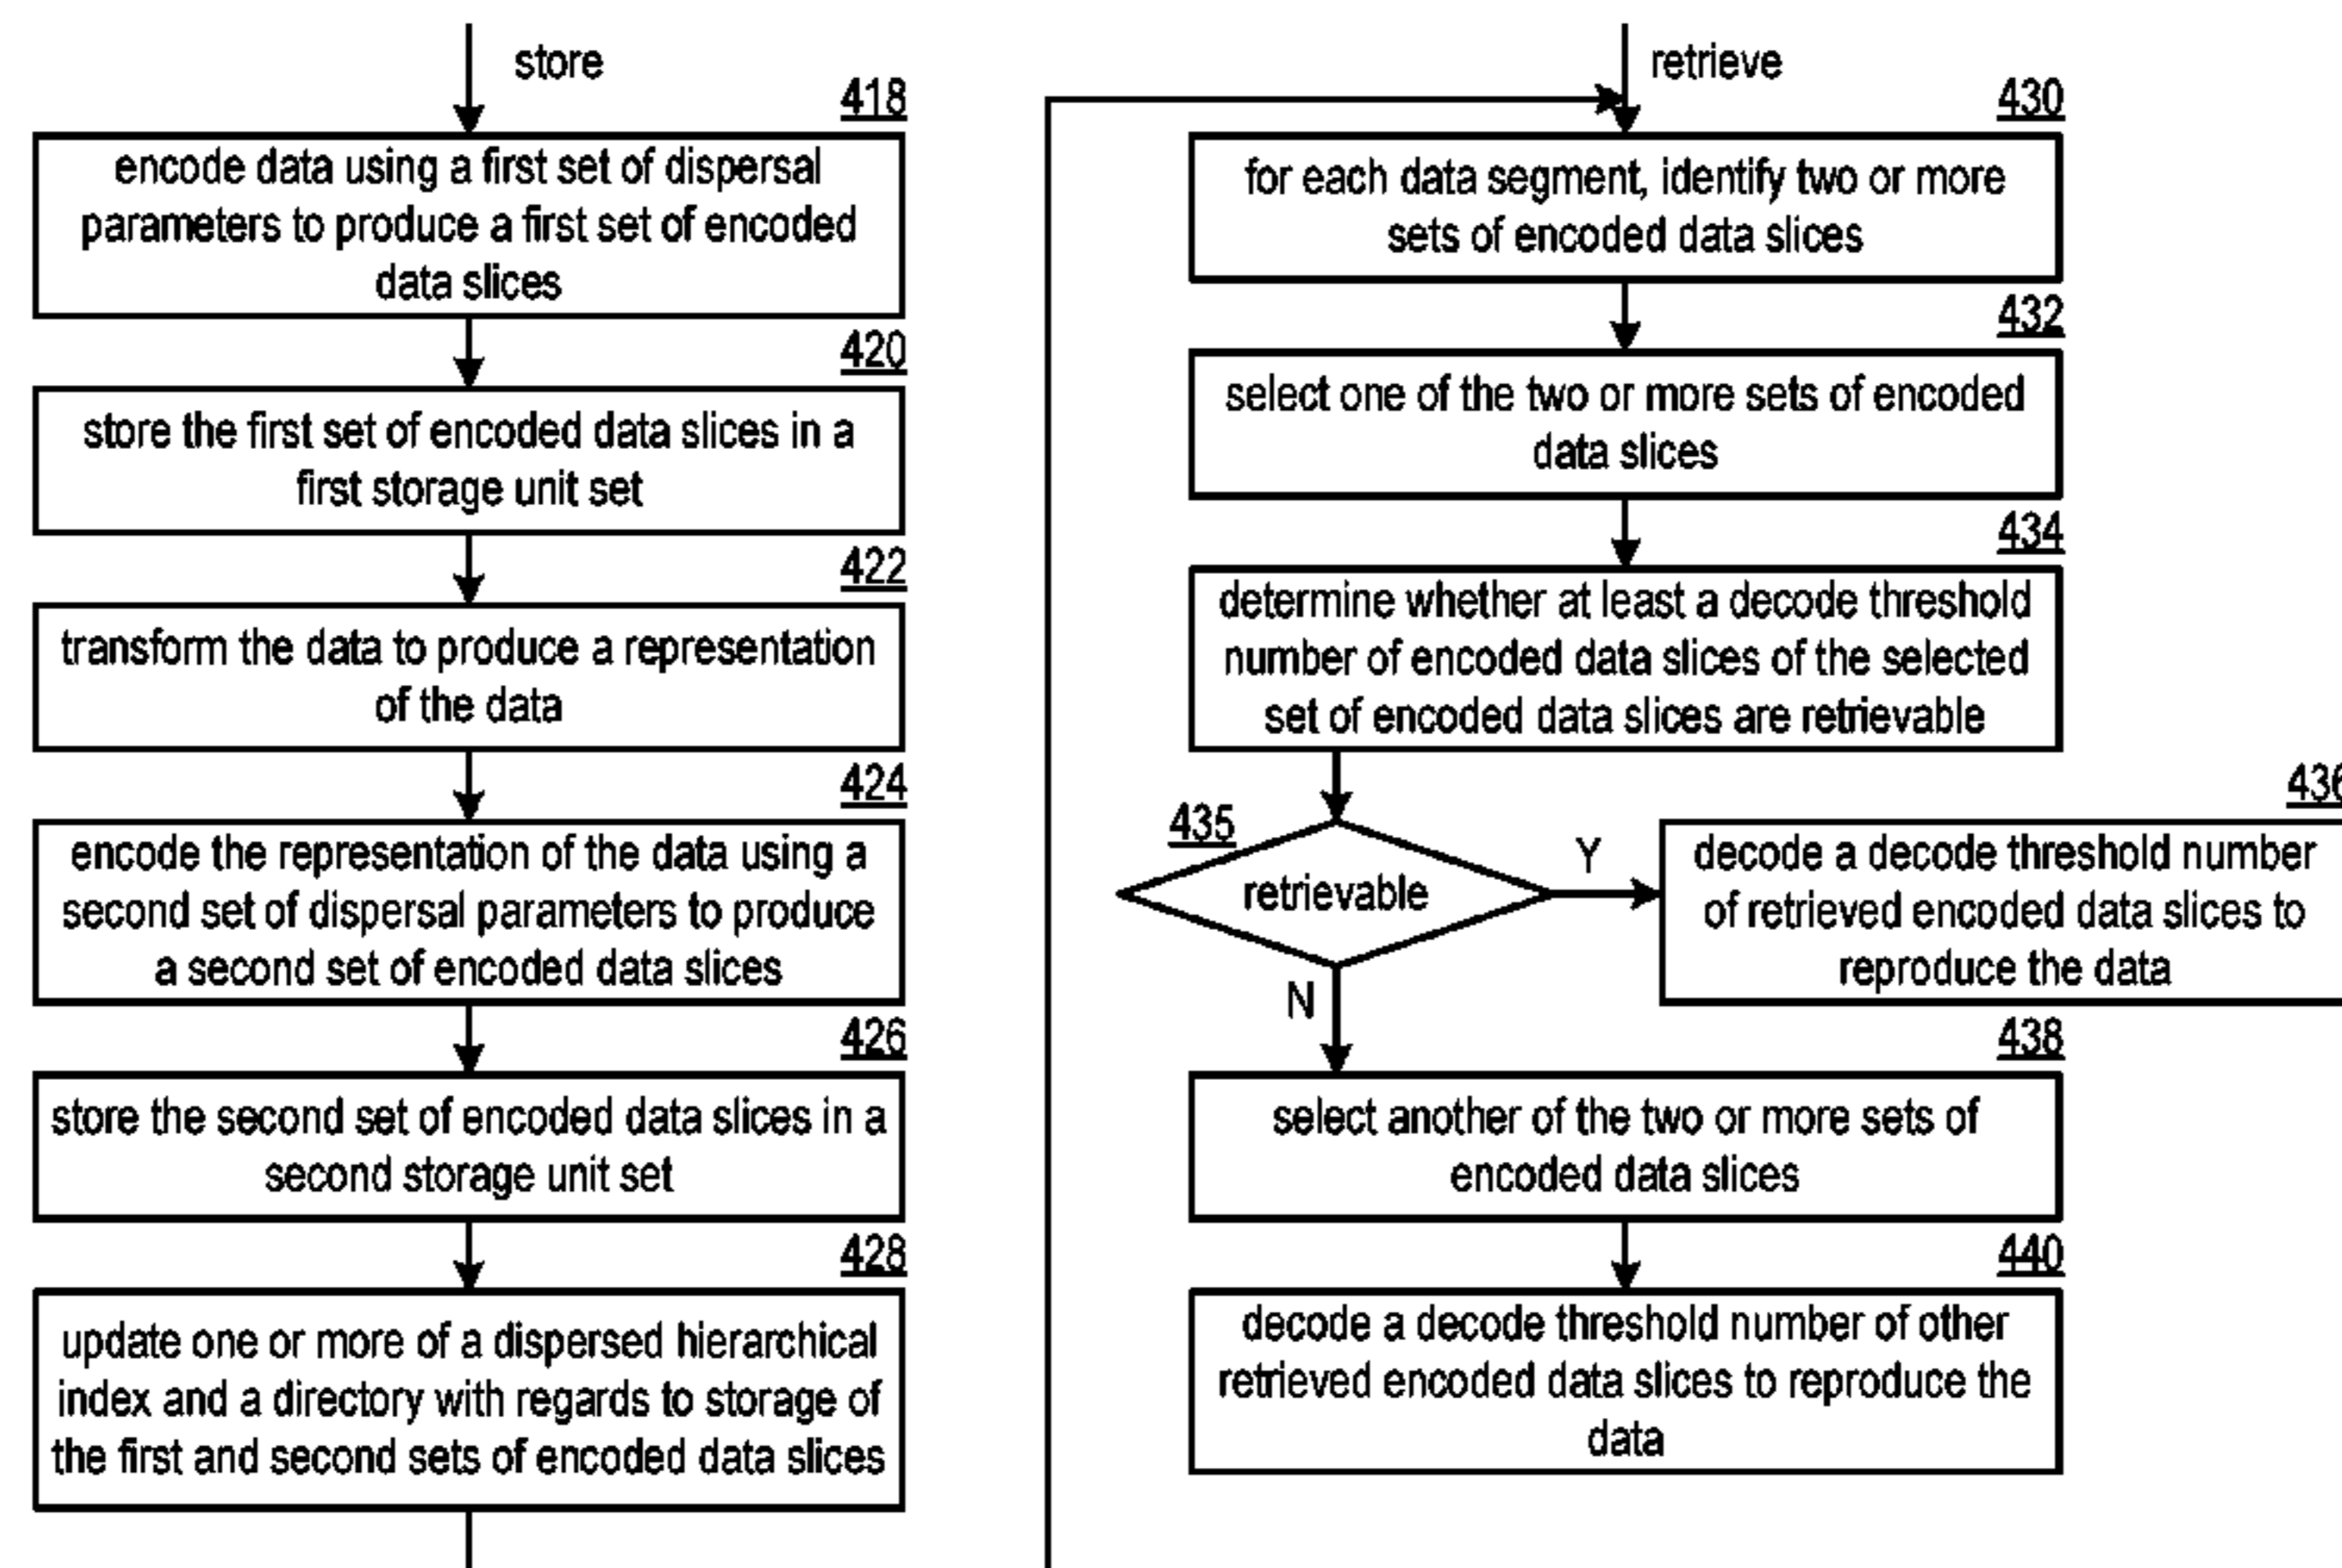 store
418
encode data using a first set of dispersal
parameters to produce a first set of encoded
data slices
420
store the first set of encoded data slices in a
first storage unit set
422
transform the data to produce a representation
of the data
424
encode the representation of the data using a
second set of dispersal parameters to produce
a second set of encoded data slices
426
store the second set of encoded data slices in a
second storage unit set
428
update one or more of a dispersed hierarchical
index and a directory with regards to storage of
the first and second sets of encoded data slices
retrieve
430
for each data segment, identify two or more
sets of encoded data slices
432
select one of the two or more sets of encoded
data slices
434
determine whether at least a decode threshold
number of encoded data slices of the selected
set of encoded data slices are retrievable
435
retrievable
Y
436
decode a decode threshold number
of retrieved encoded data slices to
reproduce the data
N
438
select another of the two or more sets of
encoded data slices
440
decode a decode threshold number of other
retrieved encoded data slices to reproduce the
data